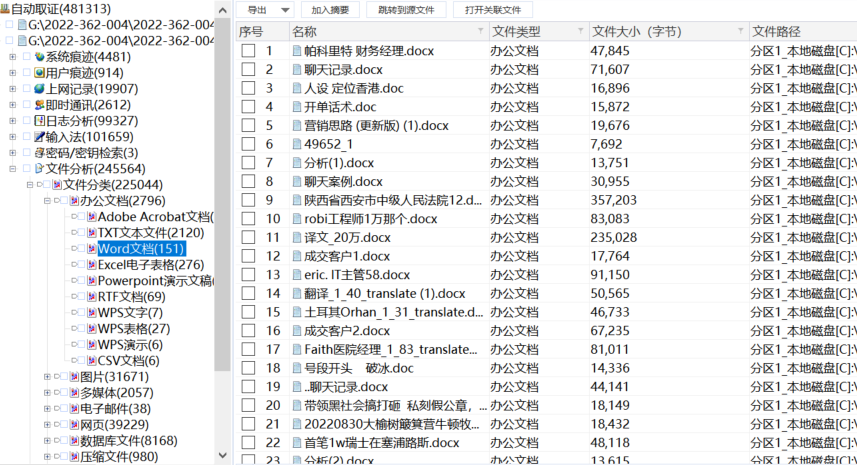 自动取证(481313)
G:\2022-362-004\2022-362-004
G:\2022-362-004\2022-362-004
系统痕迹(4481)
用户痕迹(914)
上网记录(19907)
即时通讯(2612)
日志分析(99327)
输入法(101659)
密码/密钥检索(3)
文件分析(245564)
文件分类(225044)
办公文档(2796)
Adobe Acrobat文档(
TXT文本文件(2120)
Word文档(151)
Excel电子表格(276)
Powerpoint演示文稿(
RTF文档(69)
WPS文字(7)
WPS表格(27)
WPS演示(6)
CSV文档(6)
图片(31671)
多媒体(2057)
电子邮件(38)
网页(39229)
数据库文件(8168)
压缩文件(980)
导出 加入摘要 跳转到源文件 打开关联文件
序号 名称 文件类型 文件大小（字节） 文件路径
1 帕科里特 财务经理.docx 办公文档 47,845 分区1_本地磁盘[C]:\
2 聊天记录.docx 办公文档 71,607 分区1_本地磁盘[C]:\
3 人设 定位香港.doc 办公文档 16,896 分区1_本地磁盘[C]:\
4 开单话术.doc 办公文档 15,872 分区1_本地磁盘[C]:\
5 营销思路 (更新版) (1).docx 办公文档 19,676 分区1_本地磁盘[C]:\
6 49652_1 办公文档 7,692 分区1_本地磁盘[C]:\
7 分析(1).docx 办公文档 13,751 分区1_本地磁盘[C]:\
8 聊天案例.docx 办公文档 30,955 分区1_本地磁盘[C]:\
9 陕西省西安市中级人民法院12.d... 办公文档 357,203 分区1_本地磁盘[C]:\
10 robi工程师1万那个.docx 办公文档 83,083 分区1_本地磁盘[C]:\
11 译文_20万.docx 办公文档 235,028 分区1_本地磁盘[C]:\
12 成交客户1.docx 办公文档 17,764 分区1_本地磁盘[C]:\
13 eric. IT主管58.docx 办公文档 91,150 分区1_本地磁盘[C]:\
14 翻译_1_40_translate (1).docx 办公文档 50,565 分区1_本地磁盘[C]:\
15 土耳其Orhan_1_31_translate.d... 办公文档 46,733 分区1_本地磁盘[C]:\
16 成交客户2.docx 办公文档 67,235 分区1_本地磁盘[C]:\
17 Faith医院经理_1_83_translate... 办公文档 81,011 分区1_本地磁盘[C]:\
18 号段开头 破冰.doc 办公文档 14,336 分区1_本地磁盘[C]:\
19 ..聊天记录.docx 办公文档 44,141 分区1_本地磁盘[C]:\
20 带领黑社会搞打砸 私刻假公章，... 办公文档 18,149 分区1_本地磁盘[C]:\
21 20220830大榆树簸箕营牛顿牧... 办公文档 18,432 分区1_本地磁盘[C]:\
22 首笔1w瑞士在塞浦路斯.docx 办公文档 48,118 分区1_本地磁盘[C]:\
23 分析(2).docx 办公文档 13,615 分区1_本地磁盘[C]:\